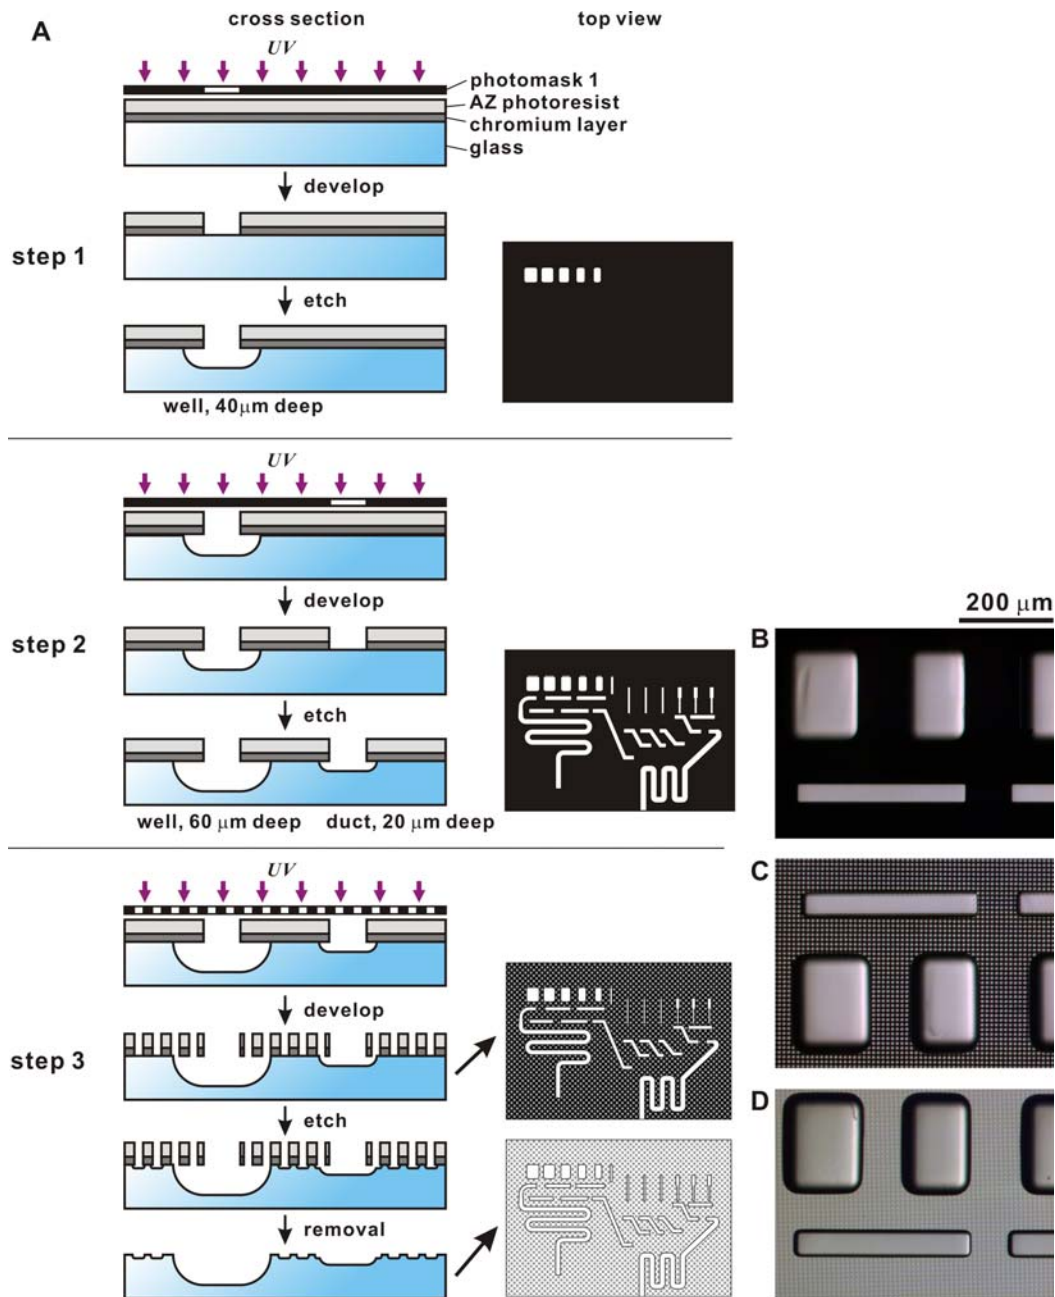 A
cross section
top view
UV
photomask 1
AZ photoresist
chromium layer
glass
develop
step 1
etch
well, 40μm deep
UV
develop
step 2
etch
well, 60 μm deep
duct, 20 μm deep
200 μm
B
UV
C
develop
step 3
D
etch
removal